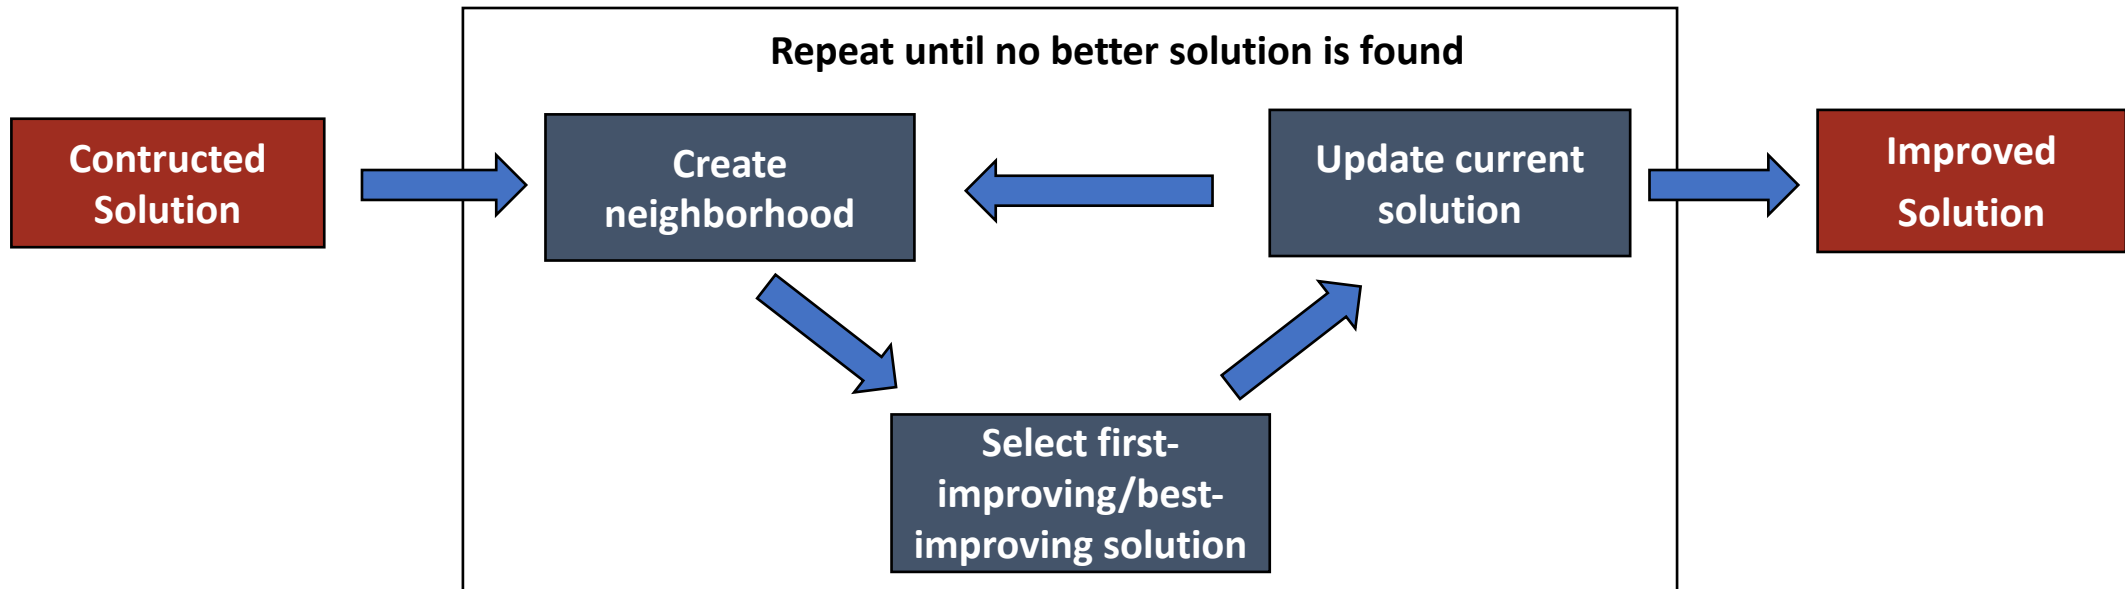 Repeat until no better solution is found
Contructed
Solution
Create
neighborhood
Update current
solution
Improved
Solution
Select first-
improving/best-
improving solution